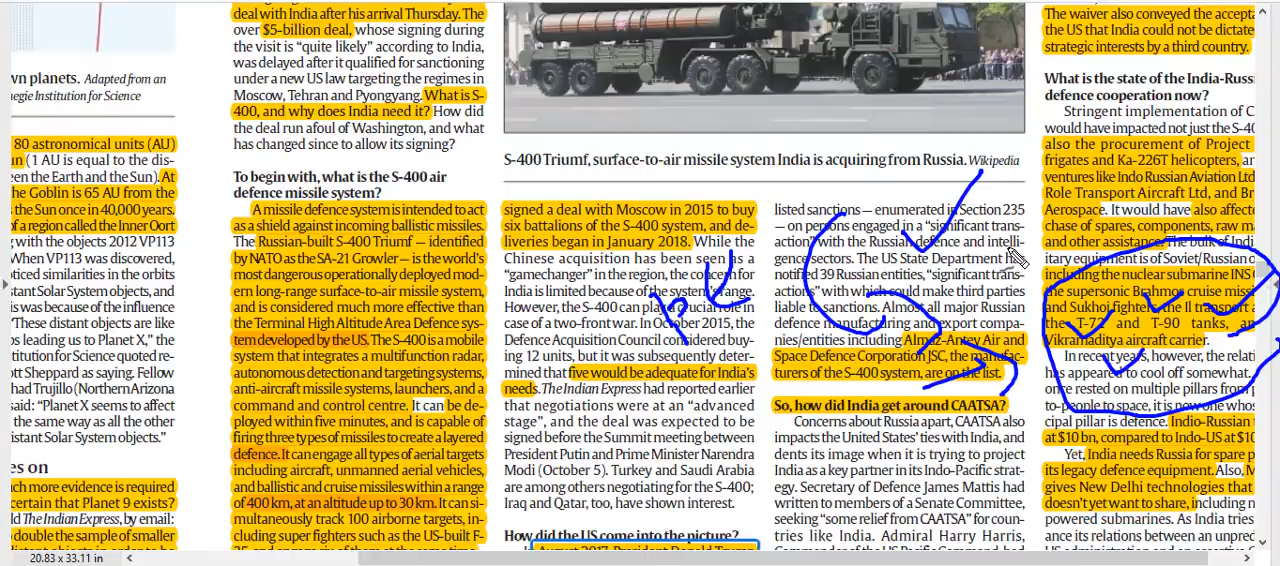 wn planets. Adapted from an
negie Institution for Science
80 astronomical units (AU)
un (1 AU is equal to the dis-
een the Earth and the Sun). At
the Goblin is 65 AU from the
the Sun once in 40,000 years.
of a region called the Inner Oort
with the objects 2012 VP113
When VP113 was discovered,
oticed similarities in the orbits
stant Solar System objects, and
is was because of the influence
"These distant objects are like
os leading us to Planet X," the
titution for Science quoted re-
ott Sheppard as saying. Fellow
had Trujillo (Northern Arizona
said: "Planet X seems to affect
the same way as all the other
istant Solar System objects."
es on
ch more evidence is required
certain that Planet 9 exists?
ld The Indian Express, by email:
double the sample of smaller
deal with India after his arrival Thursday. The
over $5-billion deal, whose signing during
the visit is "quite likely" according to India,
was delayed after it qualified for sanctioning
under a new US law targeting the regimes in
Moscow, Tehran and Pyongyang. What is S-
400, and why does India need it? How did
the deal run afoul of Washington, and what
has changed since to allow its signing?
To begin with, what is the S-400 air
defence missile system?
A missile defence system is intended to act
as a shield against incoming ballistic missiles.
The Russian-built S-400 Triumf — identified
by NATO as the SA-21 Growler — is the world's
most dangerous operationally deployed mod-
ern long-range surface-to-air missile system,
and is considered much more effective than
the Terminal High Altitude Area Defence sys-
tem developed by the US. The S-400 is a mobile
system that integrates a multifunction radar,
autonomous detection and targeting systems,
anti-aircraft missile systems, launchers, and a
command and control centre. It can be de-
ployed within five minutes, and is capable of
firing three types of missiles to create a layered
defence. It can engage all types of aerial targets
including aircraft, unmanned aerial vehicles,
and ballistic and cruise missiles within a range
of 400 km, at an altitude up to 30 km. It can si-
multaneously track 100 airborne targets, in-
cluding super fighters such as the US-built F-
S-400 Triumf, surface-to-air missile system India is acquiring from Russia. Wikipedia
signed a deal with Moscow in 2015 to buy
six battalions of the S-400 system, and de-
liveries began in January 2018. While the
Chinese acquisition has been seen as a
"gamechanger" in the region, the concern for
India is limited because of the system's range.
However, the S-400 can play a crucial role in
case of a two-front war. In October 2015, the
Defence Acquisition Council considered buy-
ing 12 units, but it was subsequently deter-
mined that five would be adequate for India's
needs. The Indian Express had reported earlier
that negotiations were at an "advanced
stage", and the deal was expected to be
signed before the Summit meeting between
President Putin and Prime Minister Narendra
Modi (October 5). Turkey and Saudi Arabia
are among others negotiating for the S-400;
Iraq and Qatar, too, have shown interest.
How did the US come into the picture?
In August 2017, President Donald Trump
listed sanctions — enumerated in Section 235
— on persons engaged in a "significant trans-
action" with the Russian defence and intelli-
gence sectors. The US State Department has
notified 39 Russian entities, "significant trans-
actions" with which could make third parties
liable to sanctions. Almost all major Russian
defence manufacturing and export compa-
nies/entities including Almaz-Antey Air and
Space Defence Corporation JSC, the manufac-
turers of the S-400 system, are on the list.
So, how did India get around CAATSA?
Concerns about Russia apart, CAATSA also
impacts the United States' ties with India, and
dents its image when it is trying to project
India as a key partner in its Indo-Pacific strat-
egy. Secretary of Defence James Mattis had
written to members of a Senate Committee,
seeking "some relief from CAATSA" for coun-
tries like India. Admiral Harry Harris,
The waiver also conveyed the accepta
the US that India could not be dictate
strategic interests by a third country.
What is the state of the India-Russ
defence cooperation now?
Stringent implementation of C
would have impacted not just the S-40
also the procurement of Project
frigates and Ka-226T helicopters, an
ventures like Indo Russian Aviation Ltd
Role Transport Aircraft Ltd, and Br
Aerospace. It would have also affecte
chase of spares, components, raw m
and other assistance. The bulk of Indi
itary equipment is of Soviet/Russian o
including the nuclear submarine INS
the supersonic Brahmos cruise missi
and Sukhoi fighters, the Il transport a
the T-72 and T-90 tanks, an
Vikramaditya aircraft carrier.
In recent years, however, the relati
has appeared to cool off somewhat.
once rested on multiple pillars from p
to-people to space, it is now one whos
cipal pillar is defence. Indo-Russian t
at $10 bn, compared to Indo-US at $10
Yet, India needs Russia for spare p
its legacy defence equipment. Also, M
gives New Delhi technologies that
doesn't yet want to share, including n
powered submarines. As India tries
ance its relations between an unpred
20.83 x 33.11 in